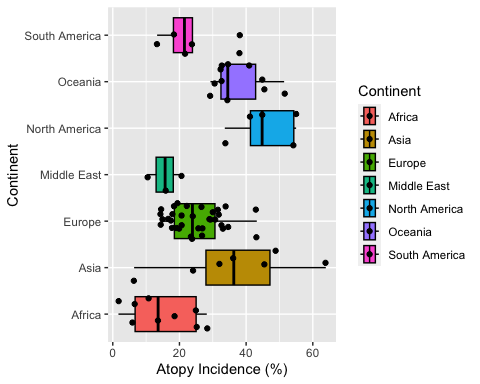 Continent
South America
Oceania
North America
Middle East
Europe
Asia
Africa
0
20
40
60
Atopy Incidence (%)
Continent
Africa
Asia
Europe
Middle East
North America
Oceania
South America